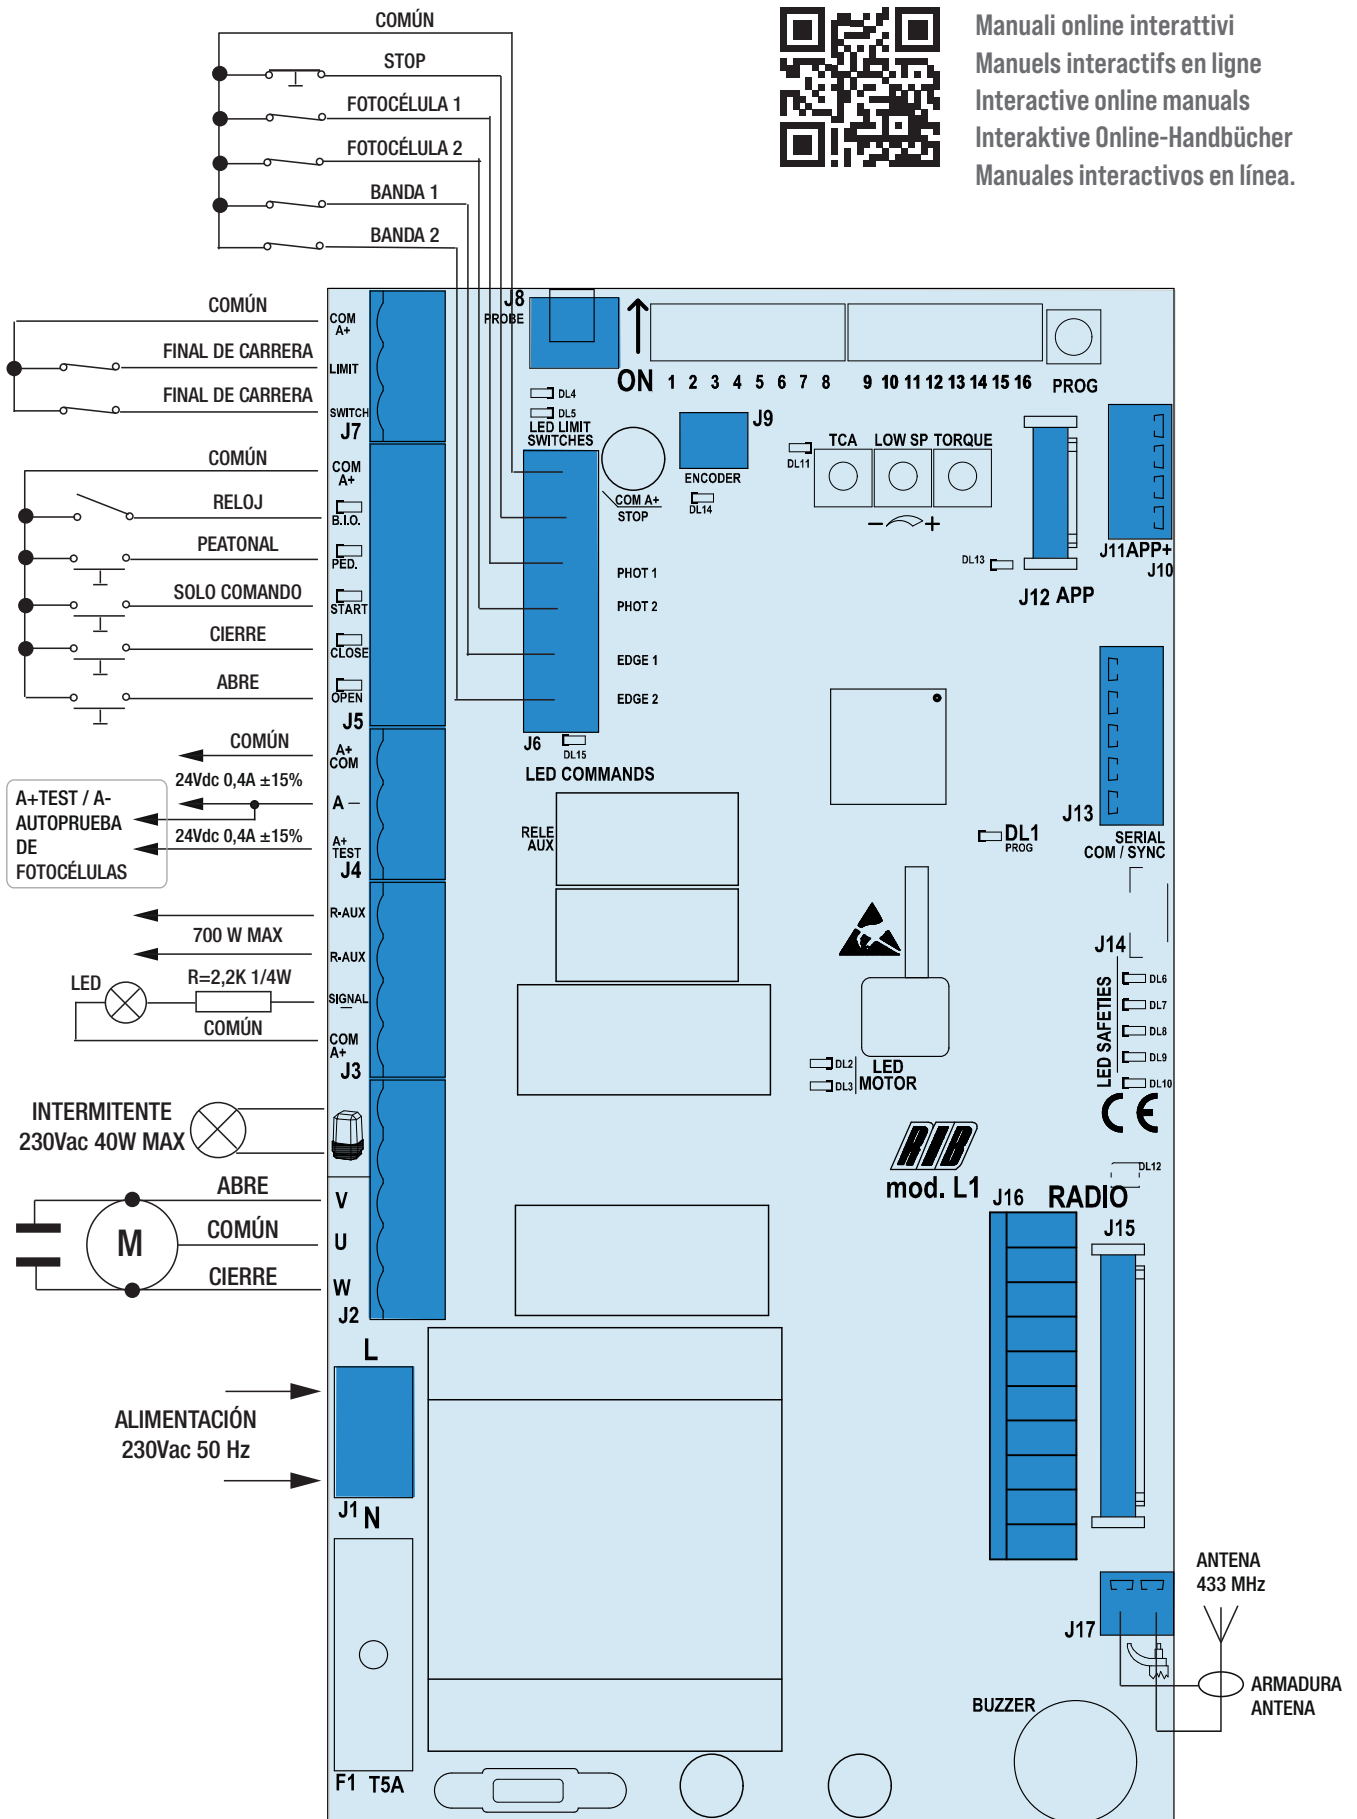 Manuali online interattivi
Manuels interactifs en ligne
Interactive online manuals
Interaktive Online-Handbücher
Manuales interactivos en línea.
COMÚN
STOP
FOTOCÉLULA 1
FOTOCÉLULA 2
BANDA 1
BANDA 2
COMÚN
FINAL DE CARRERA
FINAL DE CARRERA
COM
A+
LIMIT
SWITCH
J7
J8
PROBE
ON
1 2 3 4 5 6 7 8
9 10 11 12 13 14 15 16
PROG
DL4
DL5
LED LIMIT
SWITCHES
J9
ENCODER
DL14
COM A+
STOP
DL11
TCA
LOW SP
TORQUE
− +
DL13
J12 APP
J11 APP+
J10
COMÚN
RELOJ
PEATONAL
SOLO COMANDO
CIERRE
ABRE
COM
A+
B.I.O.
PED.
START
CLOSE
OPEN
J5
PHOT 1
PHOT 2
EDGE 1
EDGE 2
J6
DL15
LED COMMANDS
J13
SERIAL
COM / SYNC
COMÚN
24Vdc 0,4A ±15%
24Vdc 0,4A ±15%
A+TEST / A-
AUTOPRUEBA
DE
FOTOCÉLULAS
A+
COM
A −
A+
TEST
J4
RELE
AUX
DL1
PROG
R-AUX
700 W MAX
R-AUX
LED
R=2,2K 1/4W
SIGNAL
−
COMÚN
COM
A+
J3
J14
LED SAFETIES
DL6
DL7
DL8
DL9
DL10
DL2
DL3
LED
MOTOR
CE
INTERMITENTE
230Vac 40W MAX
RIB
mod. L1
DL12
ABRE
COMÚN
CIERRE
M
V
U
W
J2
J16
RADIO
J15
L
ALIMENTACIÓN
230Vac 50 Hz
J1
N
ANTENA
433 MHz
J17
ARMADURA
ANTENA
BUZZER
F1 T5A